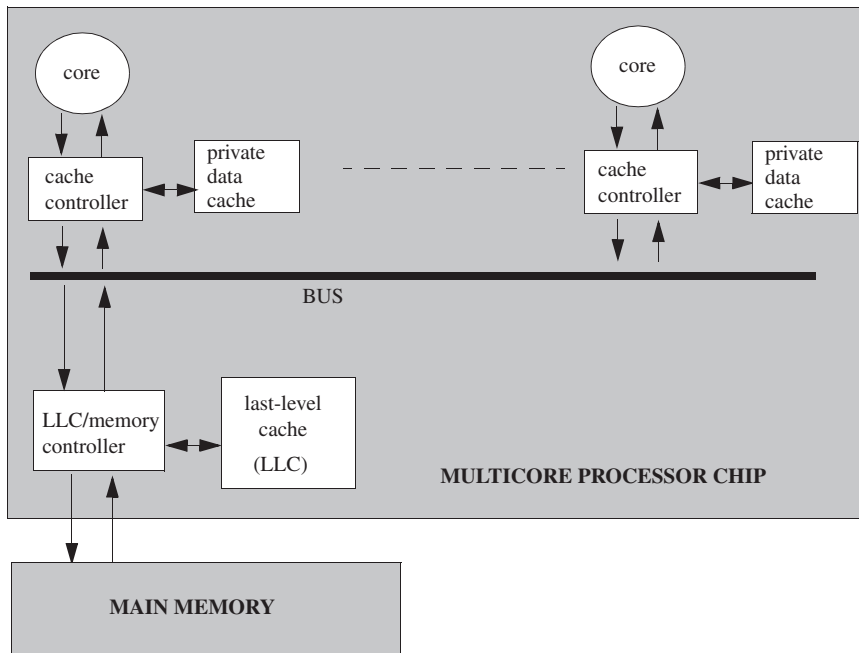 core
core
cache
controller
private
data
cache
cache
controller
private
data
cache
BUS
LLC/memory
controller
last-level
cache
(LLC)
MULTICORE PROCESSOR CHIP
MAIN MEMORY